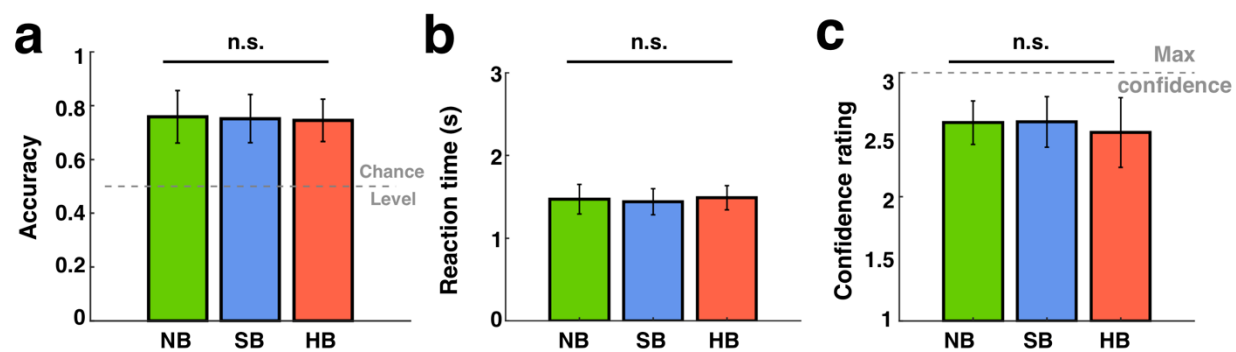 a
n.s.
1
0.8
0.6
0.4
0.2
0
Accuracy
Chance
Level
NB SB HB
b
n.s.
3
2
1
0
Reaction time (s)
NB SB HB
c
n.s.
Max
confidence
3
2.5
2
1.5
1
Confidence rating
NB SB HB